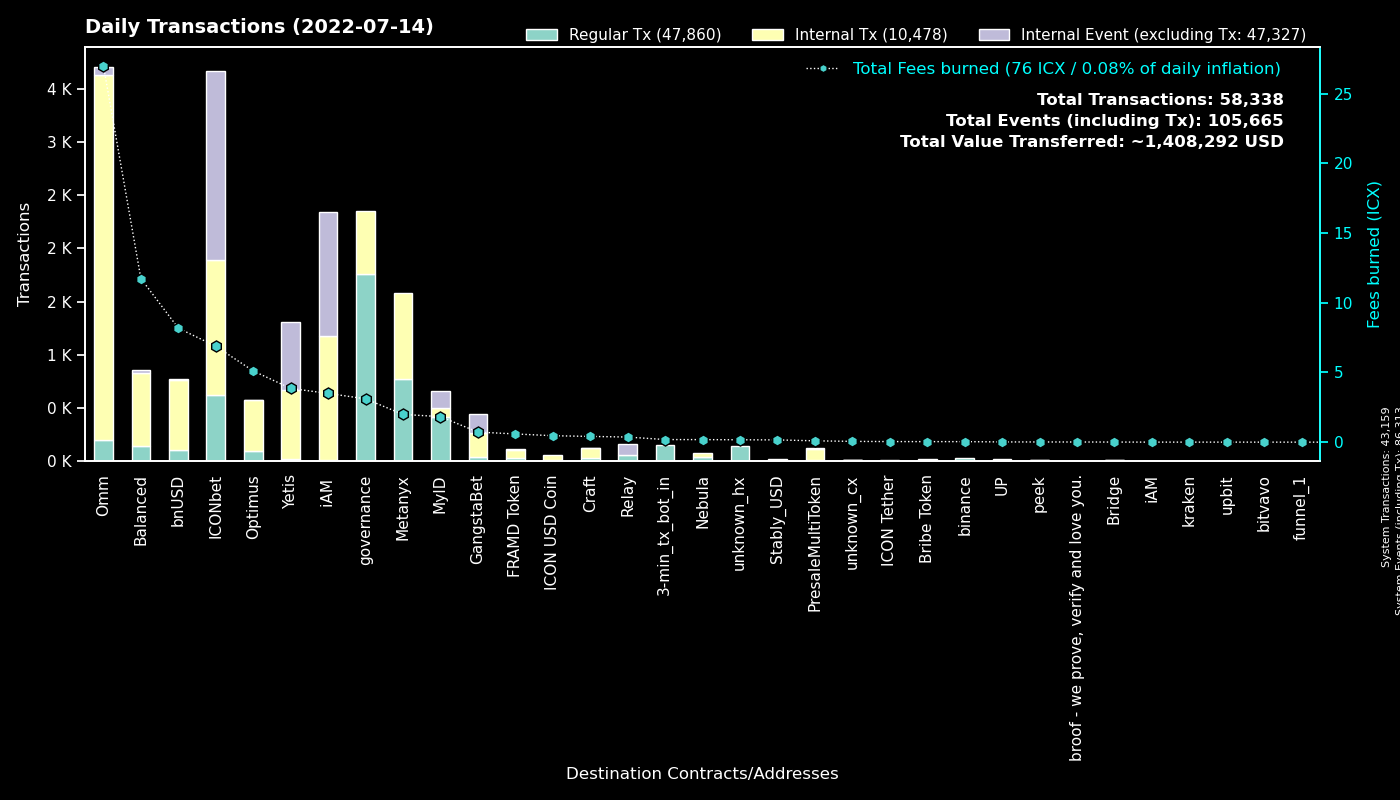 Daily Transactions (2022-07-14)
Regular Tx (47,860)
Internal Tx (10,478)
Internal Event (excluding Tx: 47,327)
Total Fees burned (76 ICX / 0.08% of daily inflation)
Total Transactions: 58,338
Total Events (including Tx): 105,665
Total Value Transferred: ~1,408,292 USD
Transactions
4 K
3 K
2 K
2 K
2 K
1 K
0 K
0 K
25
20
15
10
5
0
Fees burned (ICX)
Omm
Balanced
bnUSD
ICONbet
Optimus
Yetis
iAM
governance
Metanyx
MyID
GangstaBet
FRAMD Token
ICON USD Coin
Craft
Relay
3-min_tx_bot_in
Nebula
unknown_hx
Stably_USD
PresaleMultiToken
unknown_cx
ICON Tether
Bribe Token
binance
UP
peek
broof - we prove, verify and love you.
Bridge
iAM
kraken
upbit
bitvavo
funnel_1
Destination Contracts/Addresses
System Transactions: 43,159
System Events (including Tx): 86,313